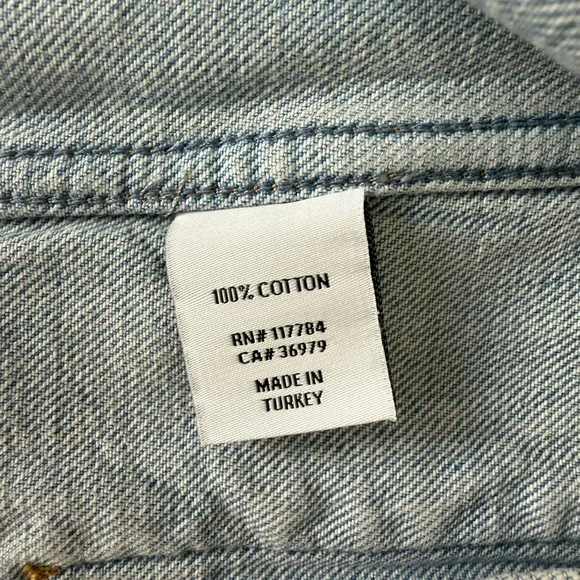 100% COTTON
RN# 117784
CA# 36979
MADE IN
TURKEY